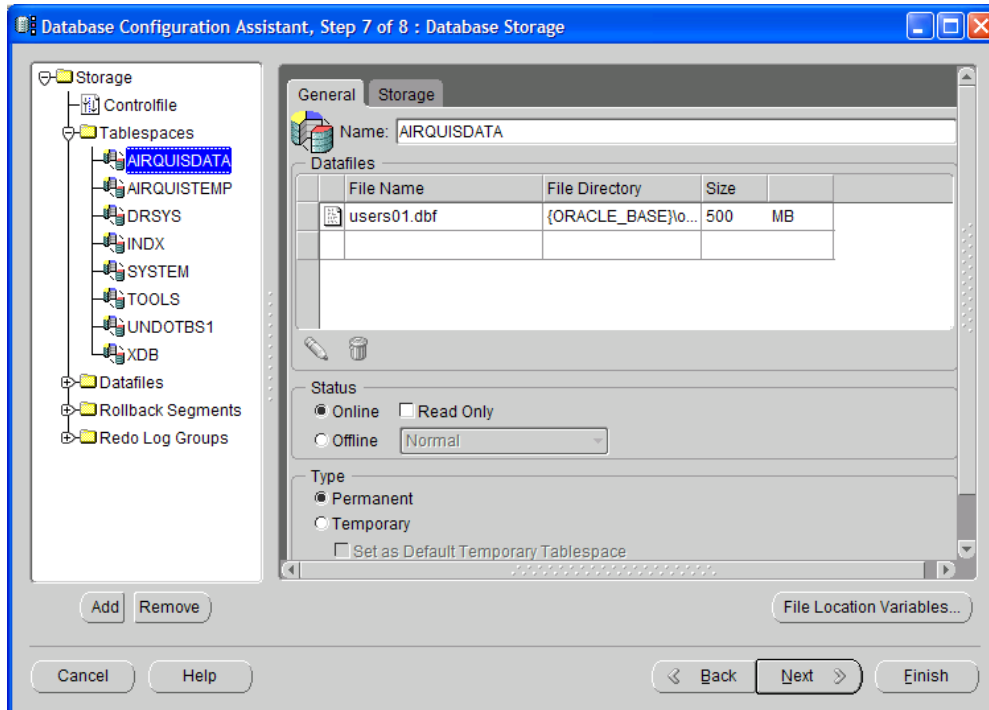 Database Configuration Assistant, Step 7 of 8 : Database Storage
Storage
Controlfile
Tablespaces
AIRQUISDATA
AIRQUISTEMP
DRSYS
INDX
SYSTEM
TOOLS
UNDOTBS1
XDB
Datafiles
Rollback Segments
Redo Log Groups
General Storage
Name: AIRQUISDATA
Datafiles
File Name File Directory Size
users01.dbf {ORACLE_BASE}\o... 500 MB
Status
Online Read Only
Offline Normal
Type
Permanent
Temporary
Set as Default Temporary Tablespace
Add Remove File Location Variables...
Cancel Help Back Next Finish